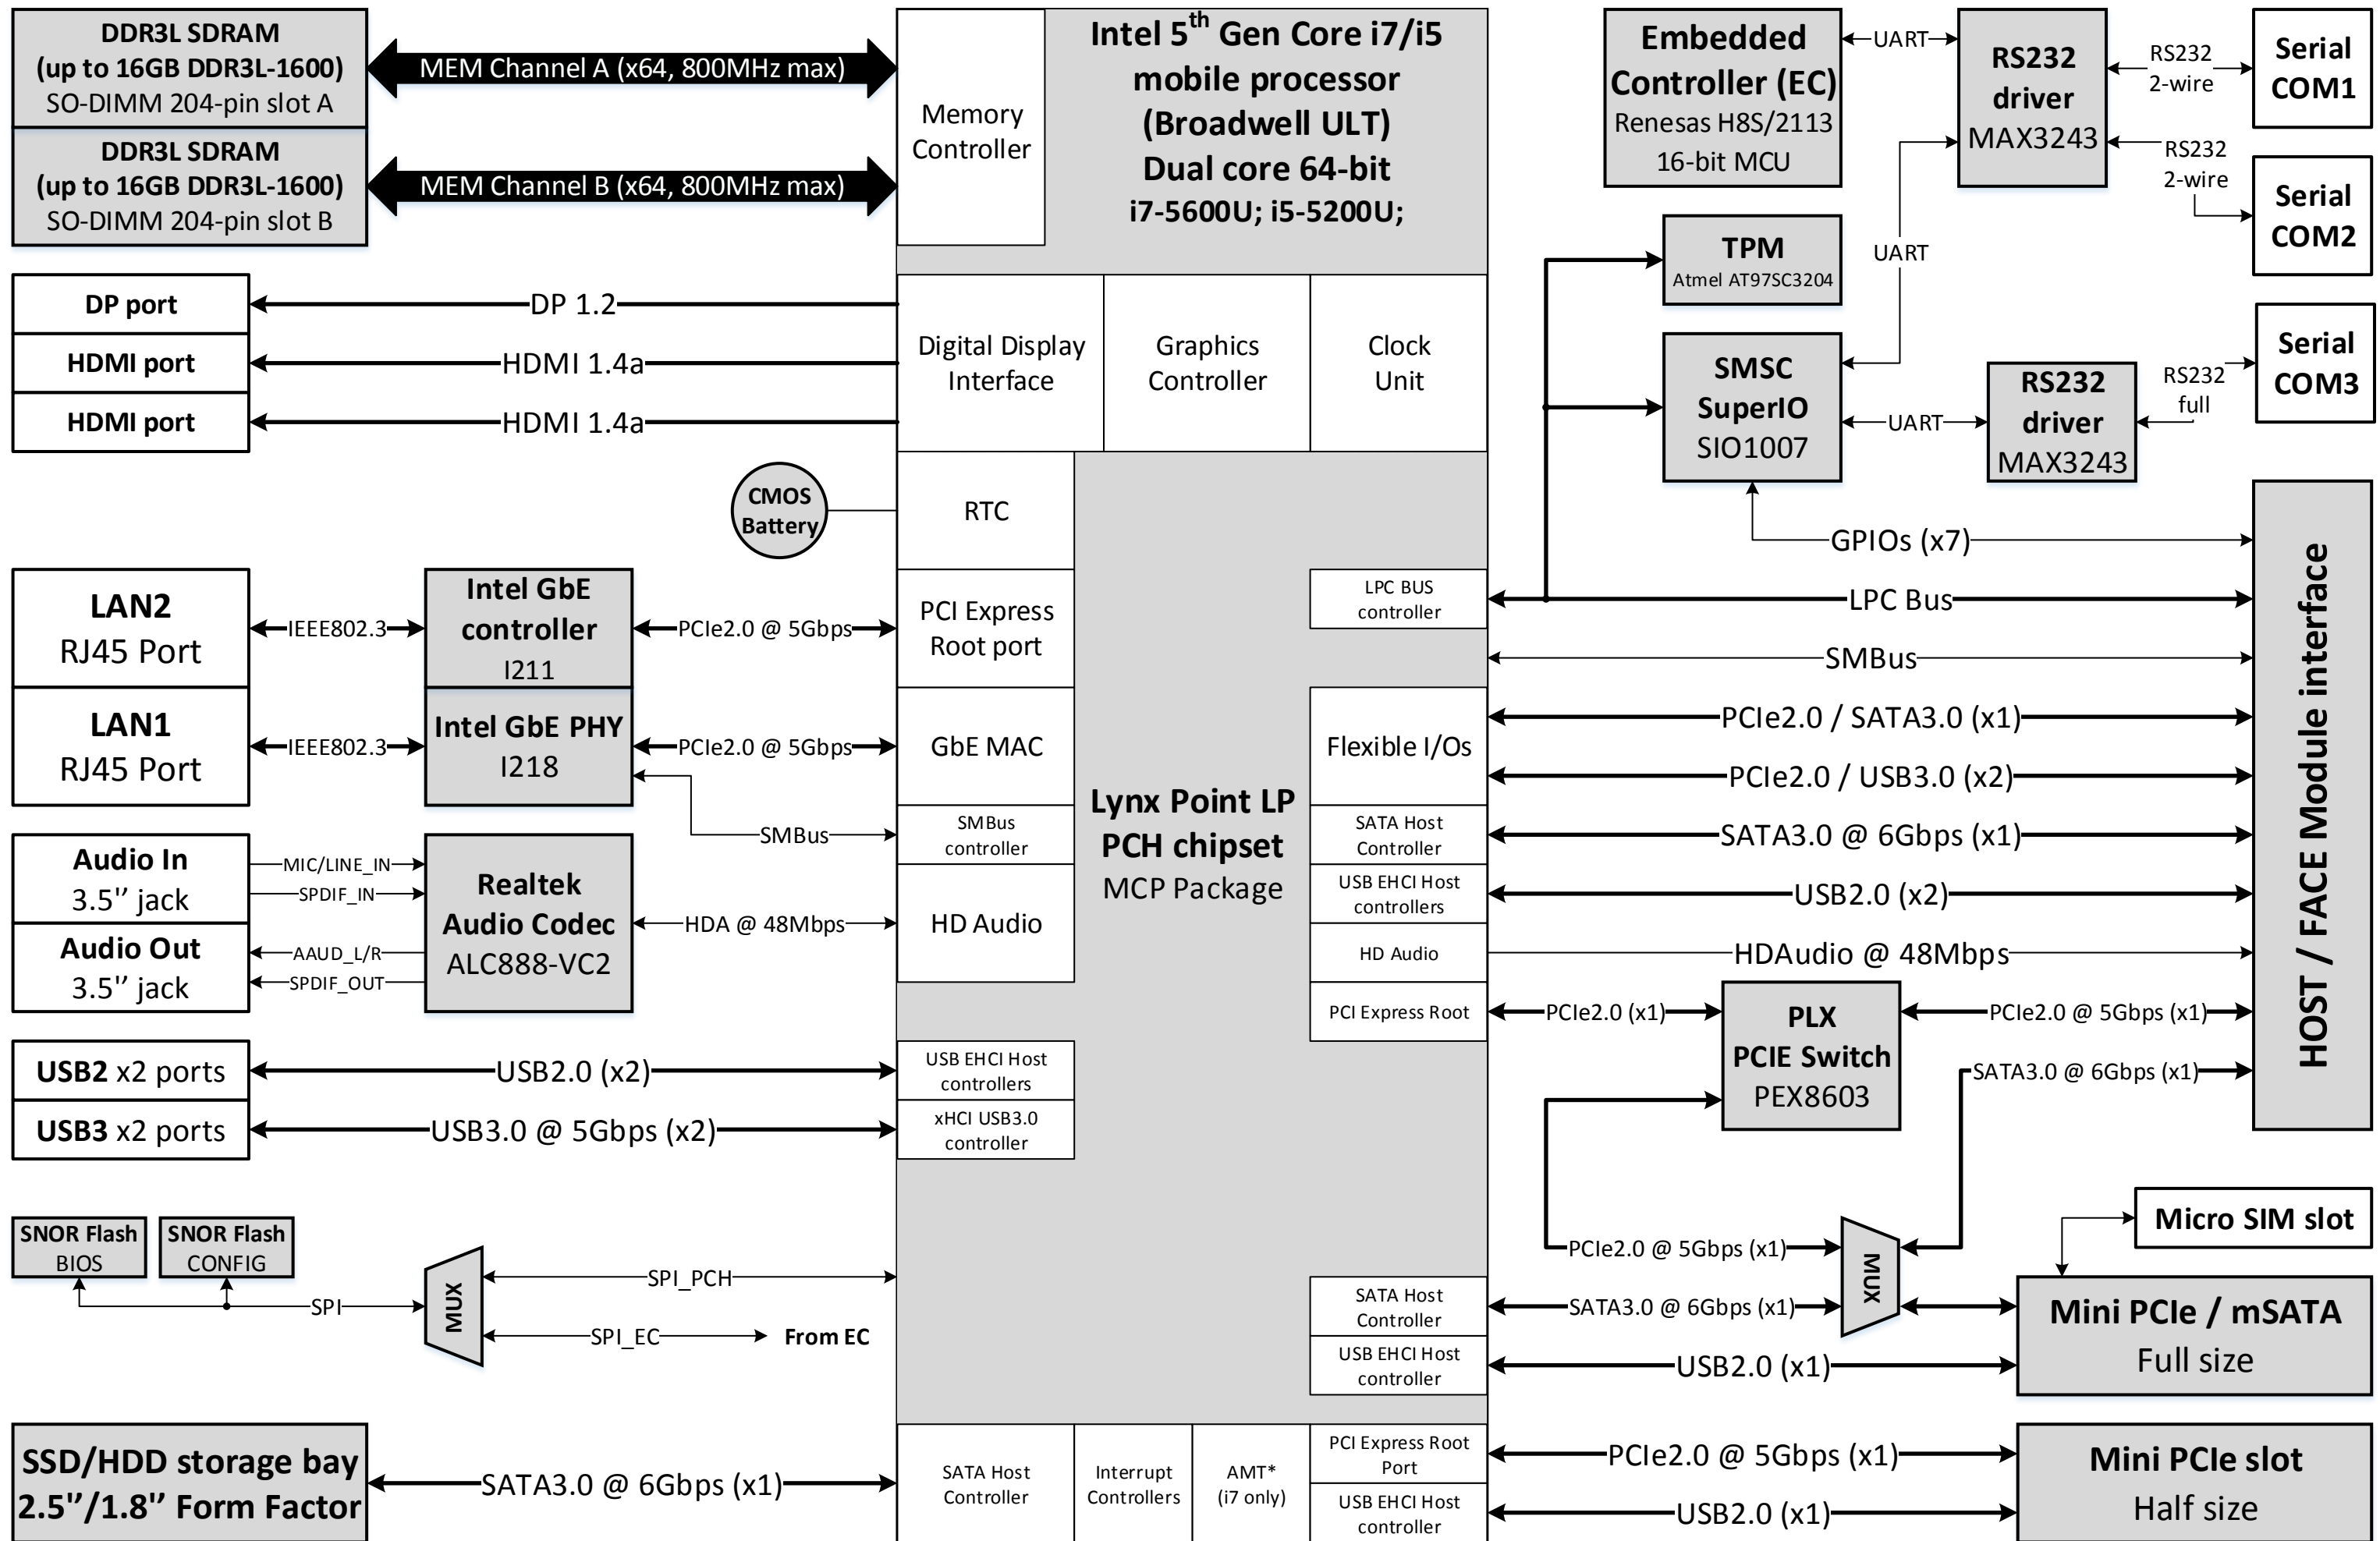 DDR3L SDRAM
(up to 16GB DDR3L-1600)
SO-DIMM 204-pin slot A
DDR3L SDRAM
(up to 16GB DDR3L-1600)
SO-DIMM 204-pin slot B
MEM Channel A (x64, 800MHz max)
MEM Channel B (x64, 800MHz max)
Memory
Controller
Intel 5th Gen Core i7/i5
mobile processor
(Broadwell ULT)
Dual core 64-bit
i7-5600U; i5-5200U;
DP port
HDMI port
HDMI port
DP 1.2
HDMI 1.4a
HDMI 1.4a
Digital Display
Interface
Graphics
Controller
Clock
Unit
CMOS
Battery
RTC
LAN2
RJ45 Port
IEEE802.3
Intel GbE
controller
I211
PCIe2.0 @ 5Gbps
PCI Express
Root port
LAN1
RJ45 Port
IEEE802.3
Intel GbE PHY
I218
PCIe2.0 @ 5Gbps
GbE MAC
SMBus
SMBus
controller
Audio In
3.5'' jack
Audio Out
3.5'' jack
MIC/LINE_IN
SPDIF_IN
AAUD_L/R
SPDIF_OUT
Realtek
Audio Codec
ALC888-VC2
HDA @ 48Mbps
HD Audio
Lynx Point LP
PCH chipset
MCP Package
USB2 x2 ports
USB2.0 (x2)
USB EHCI Host
controllers
USB3 x2 ports
USB3.0 @ 5Gbps (x2)
xHCI USB3.0
controller
SNOR Flash
BIOS
SNOR Flash
CONFIG
SPI
MUX
SPI_PCH
SPI_EC
From EC
SSD/HDD storage bay
2.5''/1.8'' Form Factor
SATA3.0 @ 6Gbps (x1)
SATA Host
Controller
Interrupt
Controllers
AMT*
(i7 only)
Embedded
Controller (EC)
Renesas H8S/2113
16-bit MCU
UART
RS232
driver
MAX3243
RS232
2-wire
Serial
COM1
RS232
2-wire
Serial
COM2
UART
TPM
Atmel AT97SC3204
SMSC
SuperIO
SIO1007
UART
RS232
driver
MAX3243
RS232
full
Serial
COM3
GPIOs (x7)
LPC BUS
controller
LPC Bus
SMBus
Flexible I/Os
PCIe2.0 / SATA3.0 (x1)
PCIe2.0 / USB3.0 (x2)
SATA Host
Controller
SATA3.0 @ 6Gbps (x1)
USB EHCI Host
controllers
USB2.0 (x2)
HD Audio
HDAudio @ 48Mbps
PCI Express Root
PCIe2.0 (x1)
PLX
PCIE Switch
PEX8603
PCIe2.0 @ 5Gbps (x1)
SATA3.0 @ 6Gbps (x1)
HOST / FACE Module interface
Micro SIM slot
PCIe2.0 @ 5Gbps (x1)
MUX
SATA Host
Controller
SATA3.0 @ 6Gbps (x1)
USB EHCI Host
controller
USB2.0 (x1)
Mini PCIe / mSATA
Full size
PCI Express Root
Port
PCIe2.0 @ 5Gbps (x1)
USB EHCI Host
controller
USB2.0 (x1)
Mini PCIe slot
Half size